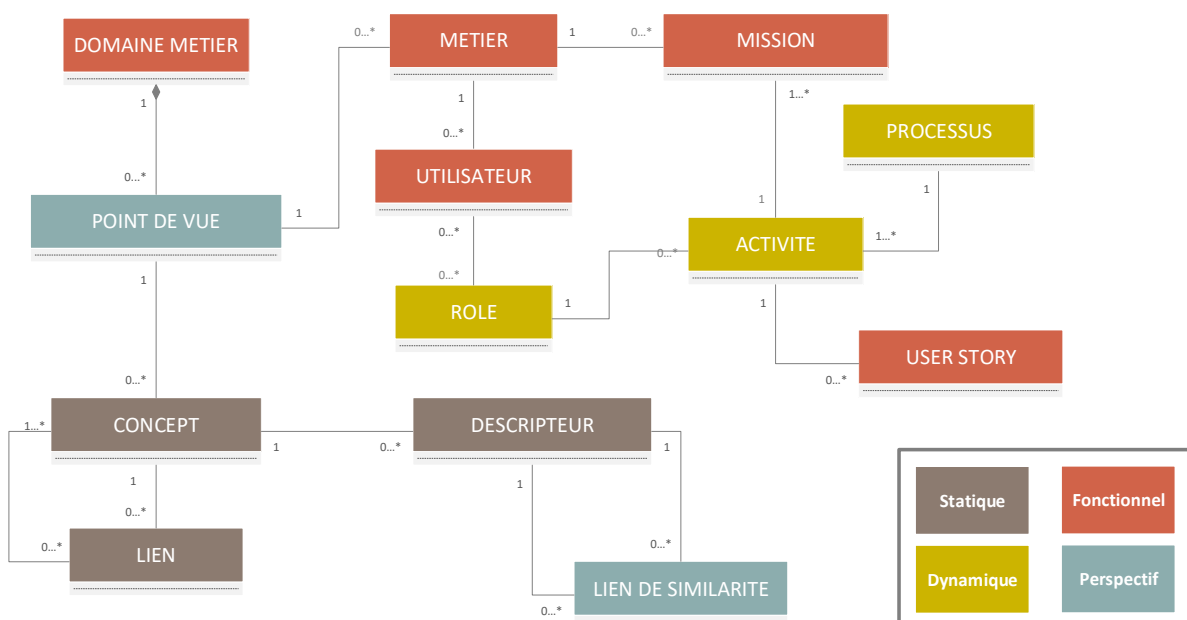 DOMAINE METIER
METIER
MISSION
0...*
1
0...*
1
1
1...*
PROCESSUS
0...*
UTILISATEUR
0...*
1
1
POINT DE VUE
1
0...*
ACTIVITE
1...*
0...*
1
0...*
ROLE
1
1
USER STORY
0...*
0...*
1...*
CONCEPT
1
0...*
DESCRIPTEUR
1
1
1
0...*
0...*
LIEN
0...*
LIEN DE SIMILARITE
0...*
Statique
Fonctionnel
Dynamique
Perspectif